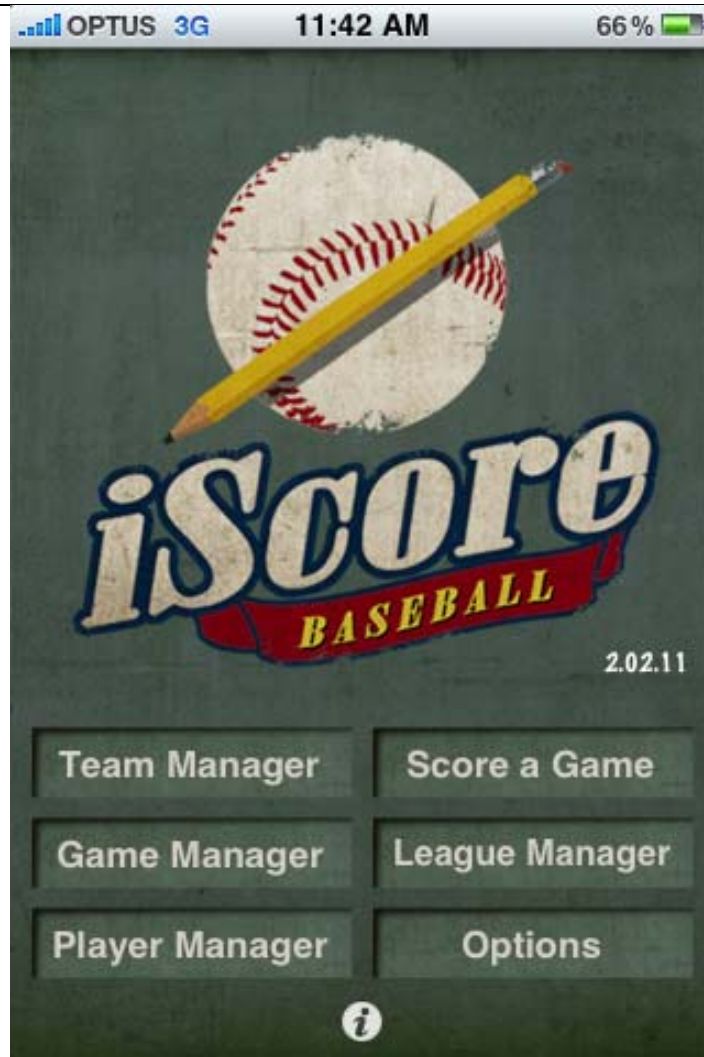 OPTUS 3G 11:42 AM 66%
iScore
BASEBALL
2.02.11
Team Manager Score a Game
Game Manager League Manager
Player Manager Options
i